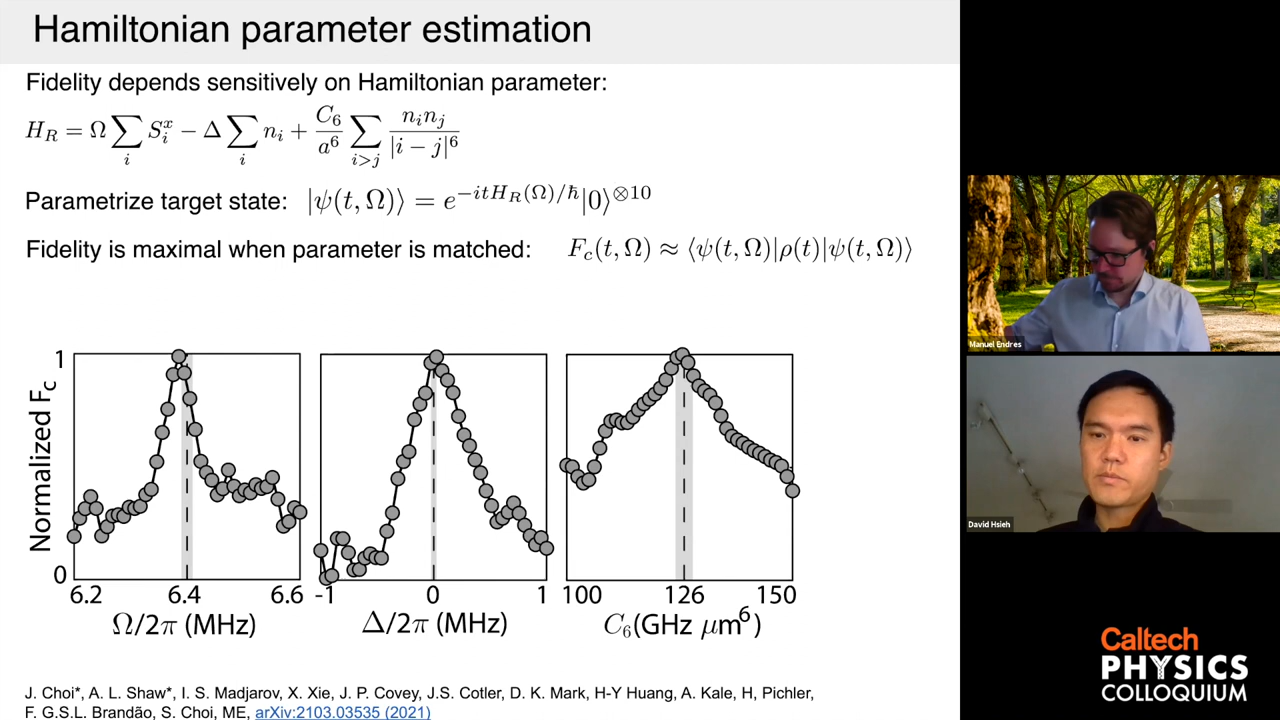 Hamiltonian parameter estimation
Fidelity depends sensitively on Hamiltonian parameter:
H_R = Ω ∑_i S_i^x − Δ ∑_i n_i + C_6/a^6 ∑_{i>j} n_i n_j/|i − j|^6
Parametrize target state: |ψ(t, Ω)⟩ = e^{−itH_R(Ω)/ħ}|0⟩^{⊗10}
Fidelity is maximal when parameter is matched: F_c(t, Ω) ≈ ⟨ψ(t, Ω)|ρ(t)|ψ(t, Ω)⟩
Normalized F_c
1
0
6.2 6.4 6.6
Ω/2π (MHz)
-1 0 1
Δ/2π (MHz)
100 126 150
C_6(GHz μm^6)
J. Choi*, A. L. Shaw*, I. S. Madjarov, X. Xie, J. P. Covey, J.S. Cotler, D. K. Mark, H-Y Huang, A. Kale, H, Pichler,
F. G.S.L. Brandão, S. Choi, ME, arXiv:2103.03535 (2021)
Manuel Endres
David Hsieh
Caltech
PHYSICS
COLLOQUIUM